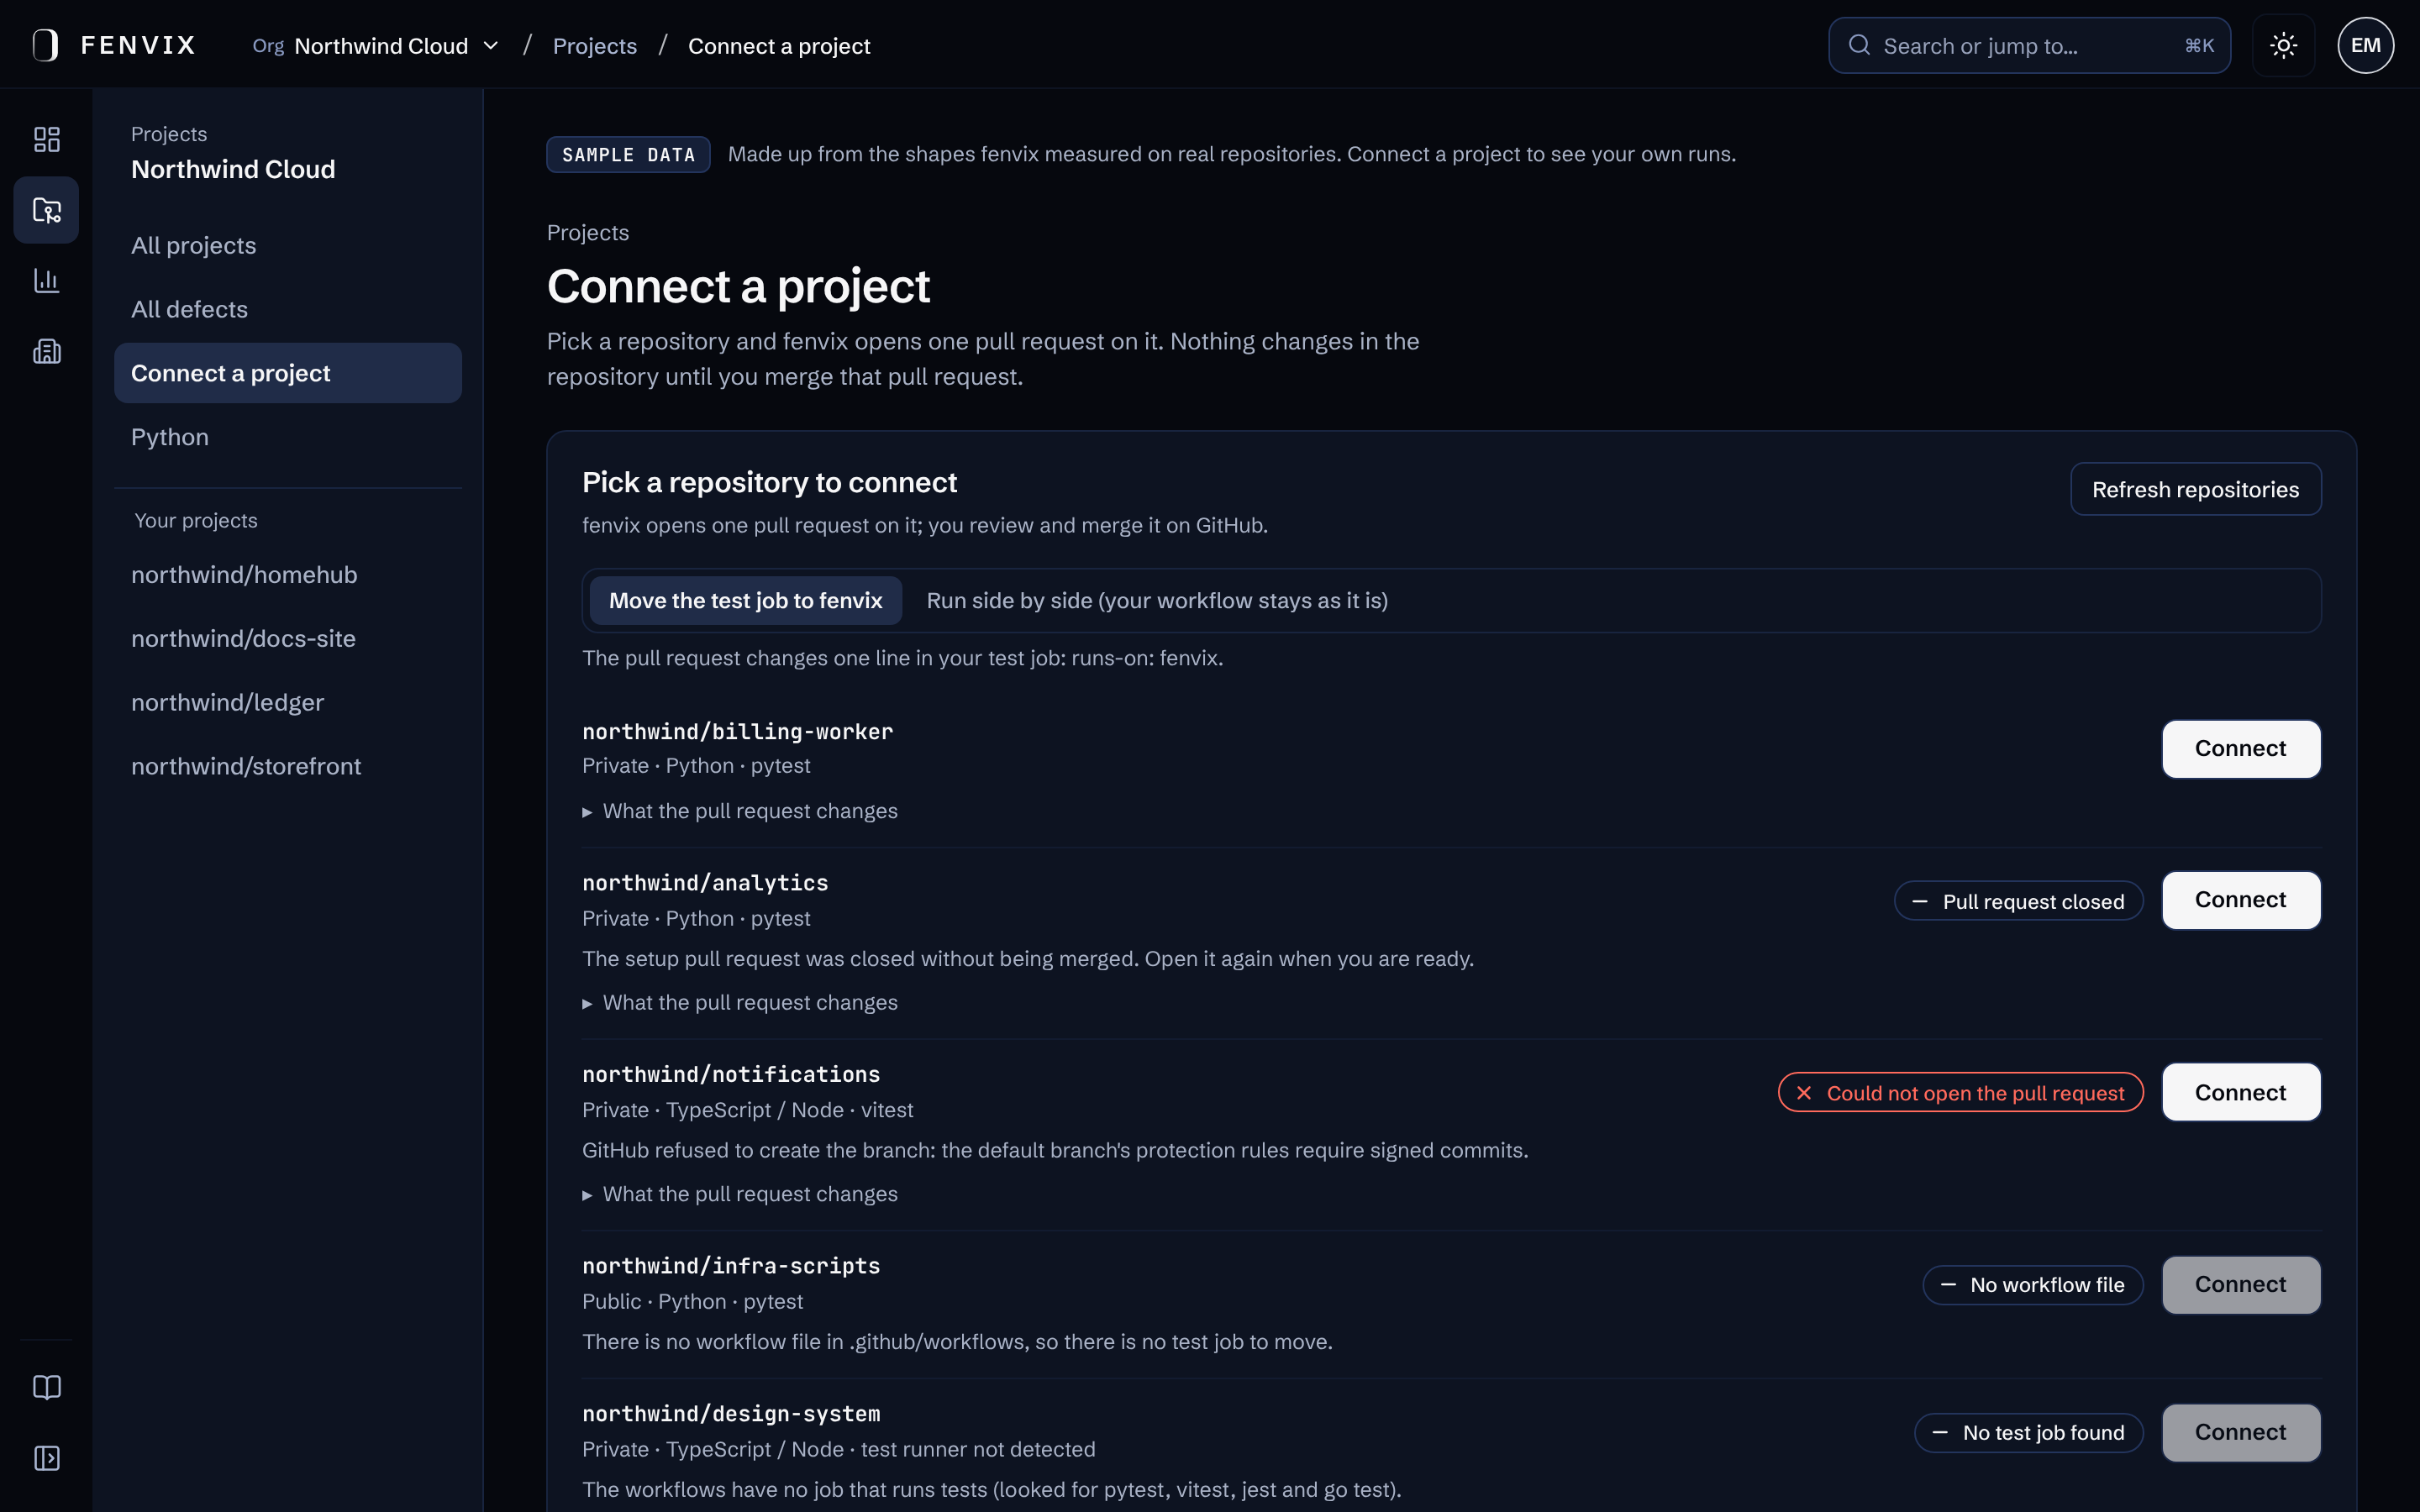 FENVIX
Org Northwind Cloud / Projects / Connect a project
Search or jump to... ⌘K
EM
Projects
Northwind Cloud
All projects
All defects
Connect a project
Python
Your projects
northwind/homehub
northwind/docs-site
northwind/ledger
northwind/storefront
SAMPLE DATA Made up from the shapes fenvix measured on real repositories. Connect a project to see your own runs.
Projects
Connect a project
Pick a repository and fenvix opens one pull request on it. Nothing changes in the
repository until you merge that pull request.
Pick a repository to connect
Refresh repositories
fenvix opens one pull request on it; you review and merge it on GitHub.
Move the test job to fenvix Run side by side (your workflow stays as it is)
The pull request changes one line in your test job: runs-on: fenvix.
northwind/billing-worker
Connect
Private · Python · pytest
▸ What the pull request changes
northwind/analytics
— Pull request closed Connect
Private · Python · pytest
The setup pull request was closed without being merged. Open it again when you are ready.
▸ What the pull request changes
northwind/notifications
✕ Could not open the pull request Connect
Private · TypeScript / Node · vitest
GitHub refused to create the branch: the default branch's protection rules require signed commits.
▸ What the pull request changes
northwind/infra-scripts
— No workflow file Connect
Public · Python · pytest
There is no workflow file in .github/workflows, so there is no test job to move.
northwind/design-system
— No test job found Connect
Private · TypeScript / Node · test runner not detected
The workflows have no job that runs tests (looked for pytest, vitest, jest and go test).